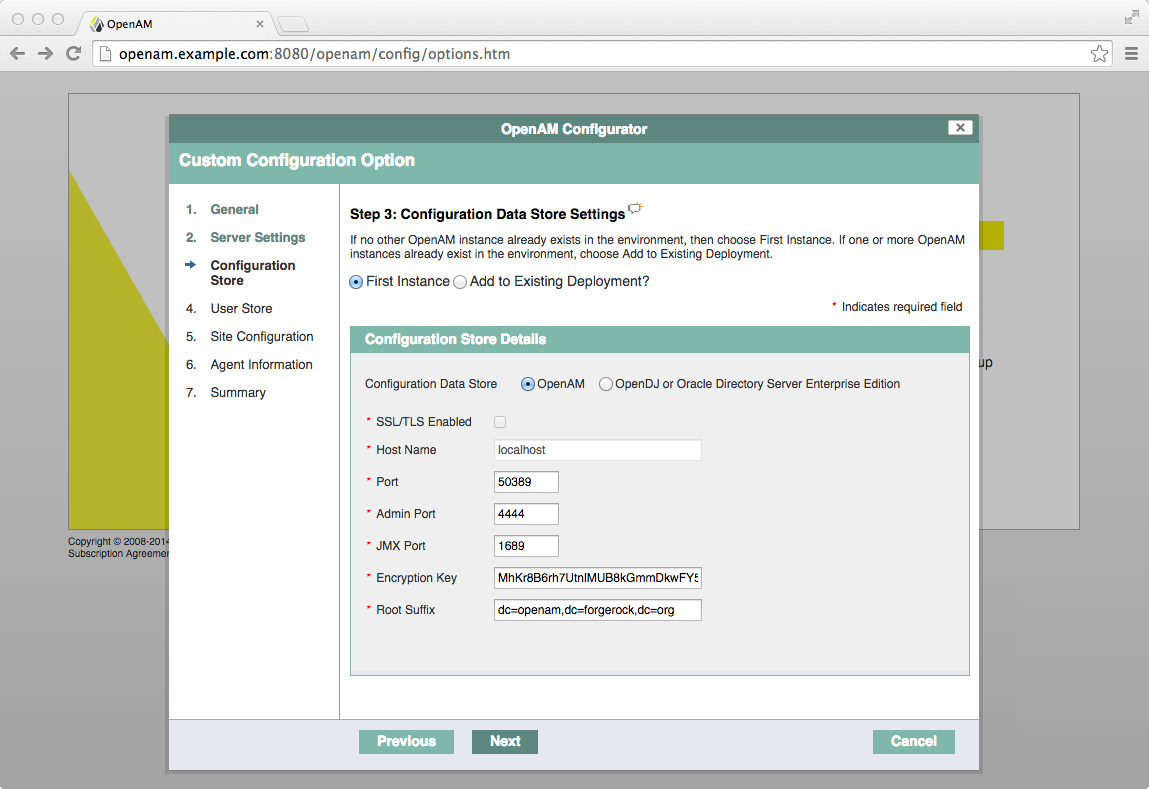 OpenAM
openam.example.com:8080/openam/config/options.htm
OpenAM Configurator
Custom Configuration Option
1. General
2. Server Settings
Configuration
Store
4. User Store
5. Site Configuration
6. Agent Information
7. Summary
Step 3: Configuration Data Store Settings
If no other OpenAM instance already exists in the environment, then choose First Instance. If one or more OpenAM
instances already exist in the environment, choose Add to Existing Deployment.
First Instance Add to Existing Deployment?
* Indicates required field
Configuration Store Details
Configuration Data Store OpenAM OpenDJ or Oracle Directory Server Enterprise Edition
* SSL/TLS Enabled
* Host Name localhost
* Port 50389
* Admin Port 4444
* JMX Port 1689
* Encryption Key MhKr8B6rh7UtnlMUB8kGmmDkwFY5
* Root Suffix dc=openam,dc=forgerock,dc=org
Previous Next Cancel
up
Copyright © 2008-2014
Subscription Agreemen